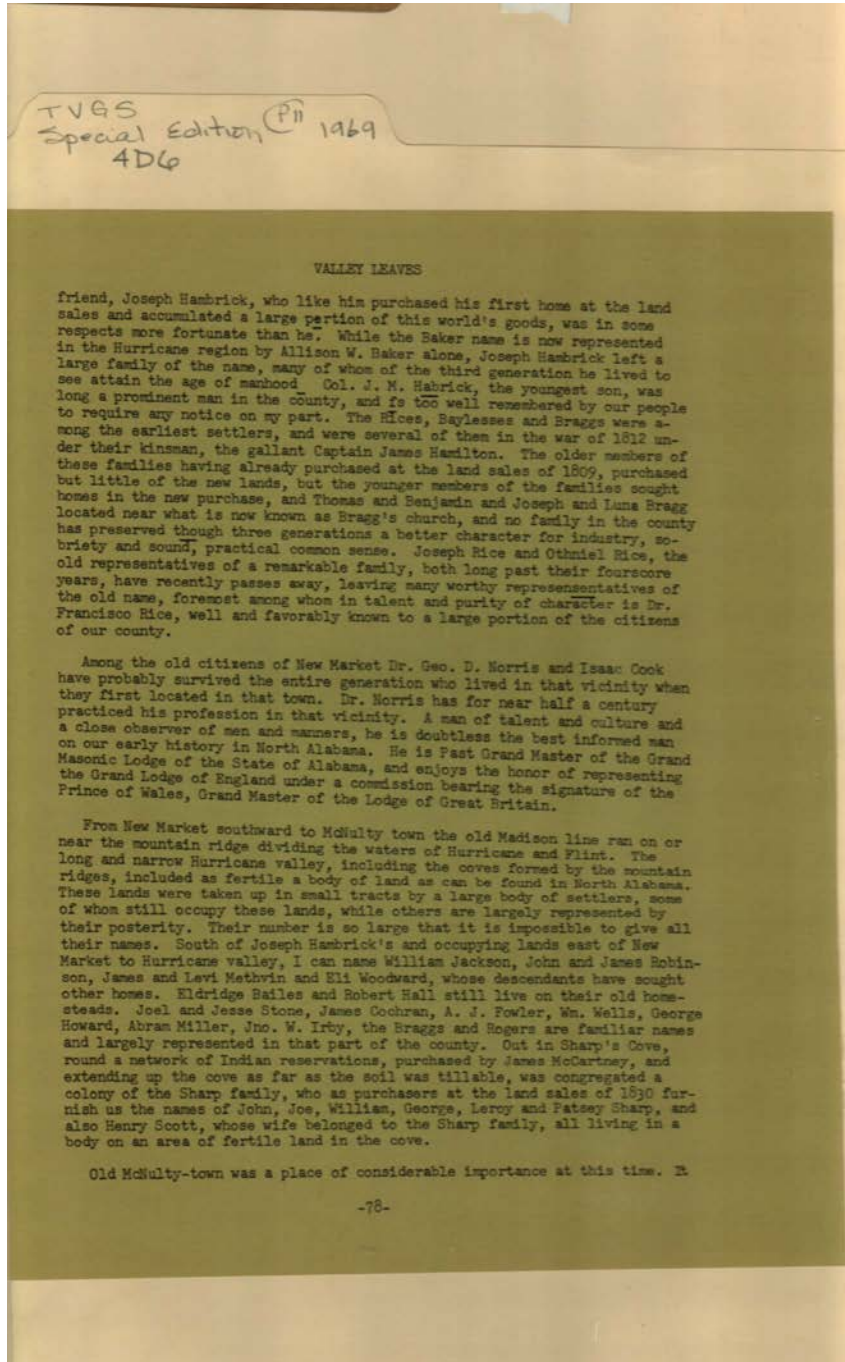 TVGS
Special Edition P11 1969
4D6
VALLEY LEAVES
friend, Joseph Hambrick, who like him purchased his first home at the land
sales and accumulated a large pertion of this world's goods, was in some
respects more fortunate than he. While the Baker name is now represented
in the Hurricane region by Allison W. Baker alone, Joseph Hambrick left a
large family of the name, many of whom of the third generation he lived to
see attain the age of manhood_ Col. J. M. Habrick, the youngest son, was
long a prominent man in the county, and fs too well remembered by our people
to require any notice on my part. The Rices, Baylesses and Braggs were a-
mong the earliest settlers, and were several of them in the war of 1812 un-
der their kinsman, the gallant Captain James Hamilton. The older members of
these families having already purchased at the land sales of 1809, purchased
but little of the new lands, but the younger members of the families sought
homes in the new purchase, and Thomas and Benjamin and Joseph and Luna Bragg
located near what is now known as Bragg's church, and no family in the county
has preserved though three generations a better character for industry, so-
briety and sound, practical common sense. Joseph Rice and Othniel Rice, the
old representatives of a remarkable family, both long past their fourscore
years, have recently passes away, leaving many worthy represensentatives of
the old name, foremost among whom in talent and purity of character is Dr.
Francisco Rice, well and favorably known to a large portion of the citizens
of our county.
Among the old citizens of New Market Dr. Geo. D. Norris and Isaac Cook
have probably survived the entire generation who lived in that vicinity when
they first located in that town. Dr. Norris has for near half a century
practiced his profession in that vicinity. A man of talent and culture and
a close observer of men and manners, he is doubtless the best informed man
on our early history in North Alabama. He is Past Grand Master of the Grand
Masonic Lodge of the State of Alabama, and enjoys the honor of representing
the Grand Lodge of England under a commission bearing the signature of the
Prince of Wales, Grand Master of the Lodge of Great Britain.
From New Market southward to McNulty town the old Madison line ran on or
near the mountain ridge dividing the waters of Hurricane and Flint. The
long and narrow Hurricane valley, including the coves formed by the mountain
ridges, included as fertile a body of land as can be found in North Alabama.
These lands were taken up in small tracts by a large body of settlers, some
of whom still occupy these lands, while others are largely represented by
their posterity. Their number is so large that it is impossible to give all
their names. South of Joseph Hambrick's and occupying lands east of New
Market to Hurricane valley, I can name William Jackson, John and James Robin-
son, James and Levi Methvin and Eli Woodward, whose descendants have sought
other homes. Eldridge Bailes and Robert Hall still live on their old home-
steads. Joel and Jesse Stone, James Cochran, A. J. Fowler, Wm. Wells, George
Howard, Abram Miller, Jno. W. Irby, the Braggs and Rogers are familiar names
and largely represented in that part of the county. Out in Sharp's Cove,
round a network of Indian reservations, purchased by James McCartney, and
extending up the cove as far as the soil was tillable, was congregated a
colony of the Sharp family, who as purchasers at the land sales of 1830 fur-
nish us the names of John, Joe, William, George, Leroy and Patsey Sharp, and
also Henry Scott, whose wife belonged to the Sharp family, all living in a
body on an area of fertile land in the cove.
Old McNulty-town was a place of considerable importance at this time. It
-78-